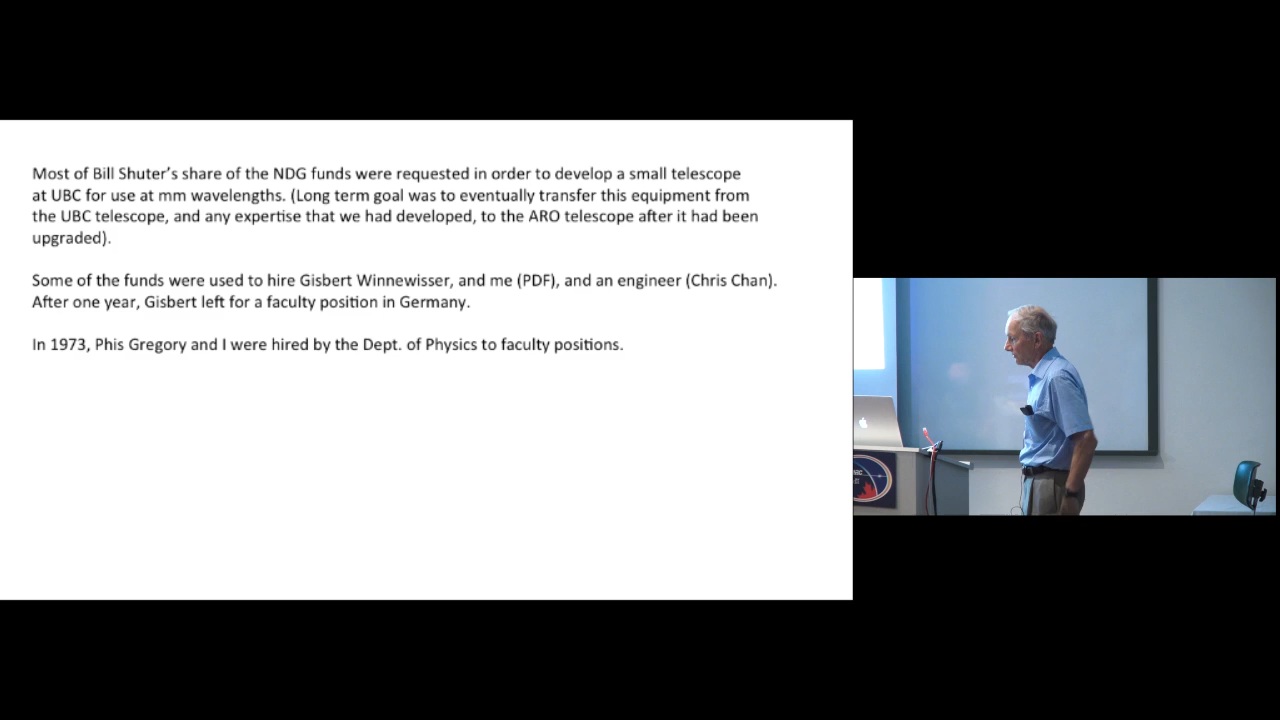 Most of Bill Shuter's share of the NDG funds were requested in order to develop a small telescope
at UBC for use at mm wavelengths. (Long term goal was to eventually transfer this equipment from
the UBC telescope, and any expertise that we had developed, to the ARO telescope after it had been
upgraded).
Some of the funds were used to hire Gisbert Winnewisser, and me (PDF), and an engineer (Chris Chan).
After one year, Gisbert left for a faculty position in Germany.
In 1973, Phis Gregory and I were hired by the Dept. of Physics to faculty positions.